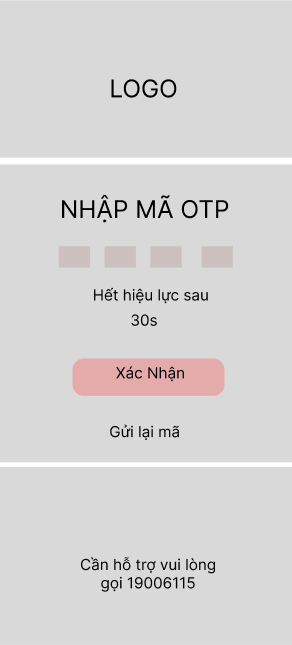 LOGO
NHẬP MÃ OTP
Hết hiệu lực sau
30s
Xác Nhận
Gửi lại mã
Cần hỗ trợ vui lòng
gọi 19006115